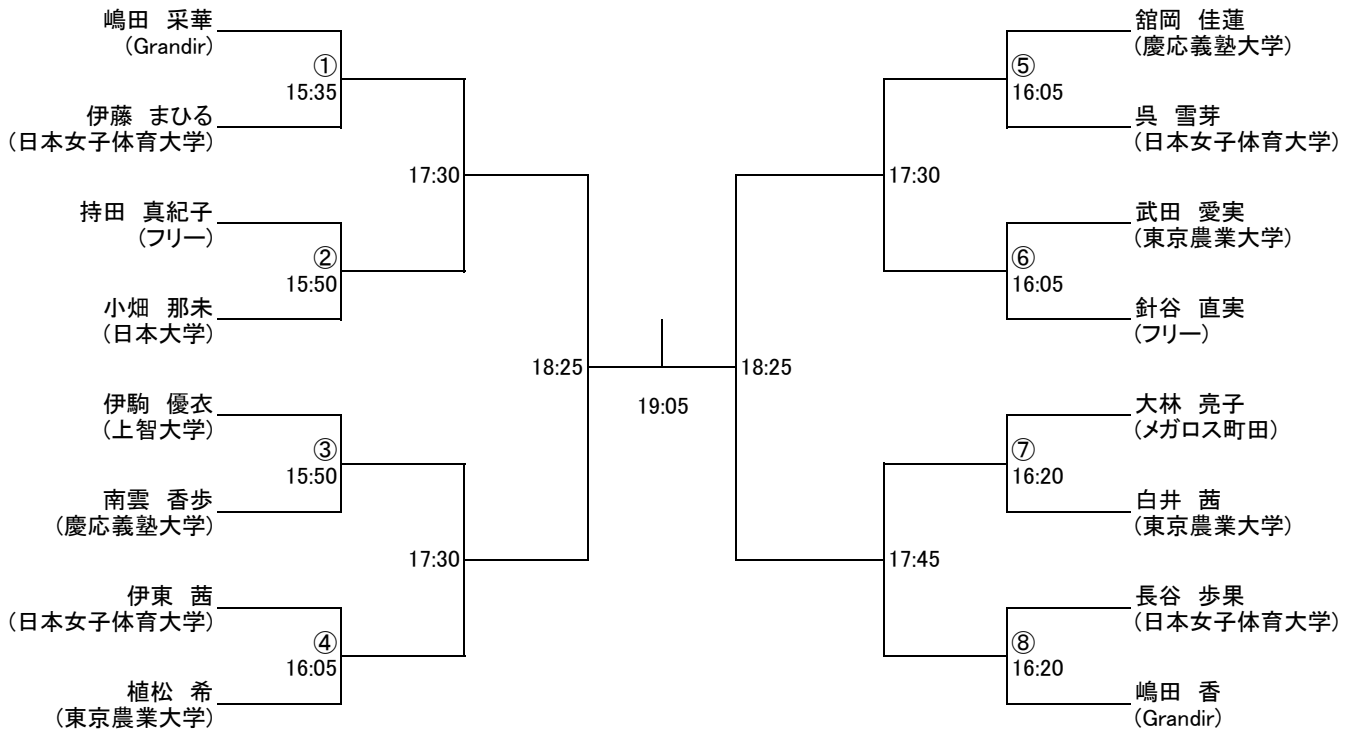 嶋田　采華
(Grandir)
①
15:35
伊藤　まひる
(日本女子体育大学)
17:30
持田　真紀子
(フリー)
②
15:50
小畑　那未
(日本大学)
18:25
伊駒　優衣
(上智大学)
③
15:50
南雲　香歩
(慶応義塾大学)
17:30
伊東　茜
(日本女子体育大学)
④
16:05
植松　希
(東京農業大学)
19:05
舘岡　佳蓮
(慶応義塾大学)
⑤
16:05
呉　雪芽
(日本女子体育大学)
17:30
武田　愛実
(東京農業大学)
⑥
16:05
針谷　直実
(フリー)
18:25
大林　亮子
(メガロス町田)
⑦
16:20
白井　茜
(東京農業大学)
17:45
長谷　歩果
(日本女子体育大学)
⑧
16:20
嶋田　香
(Grandir)